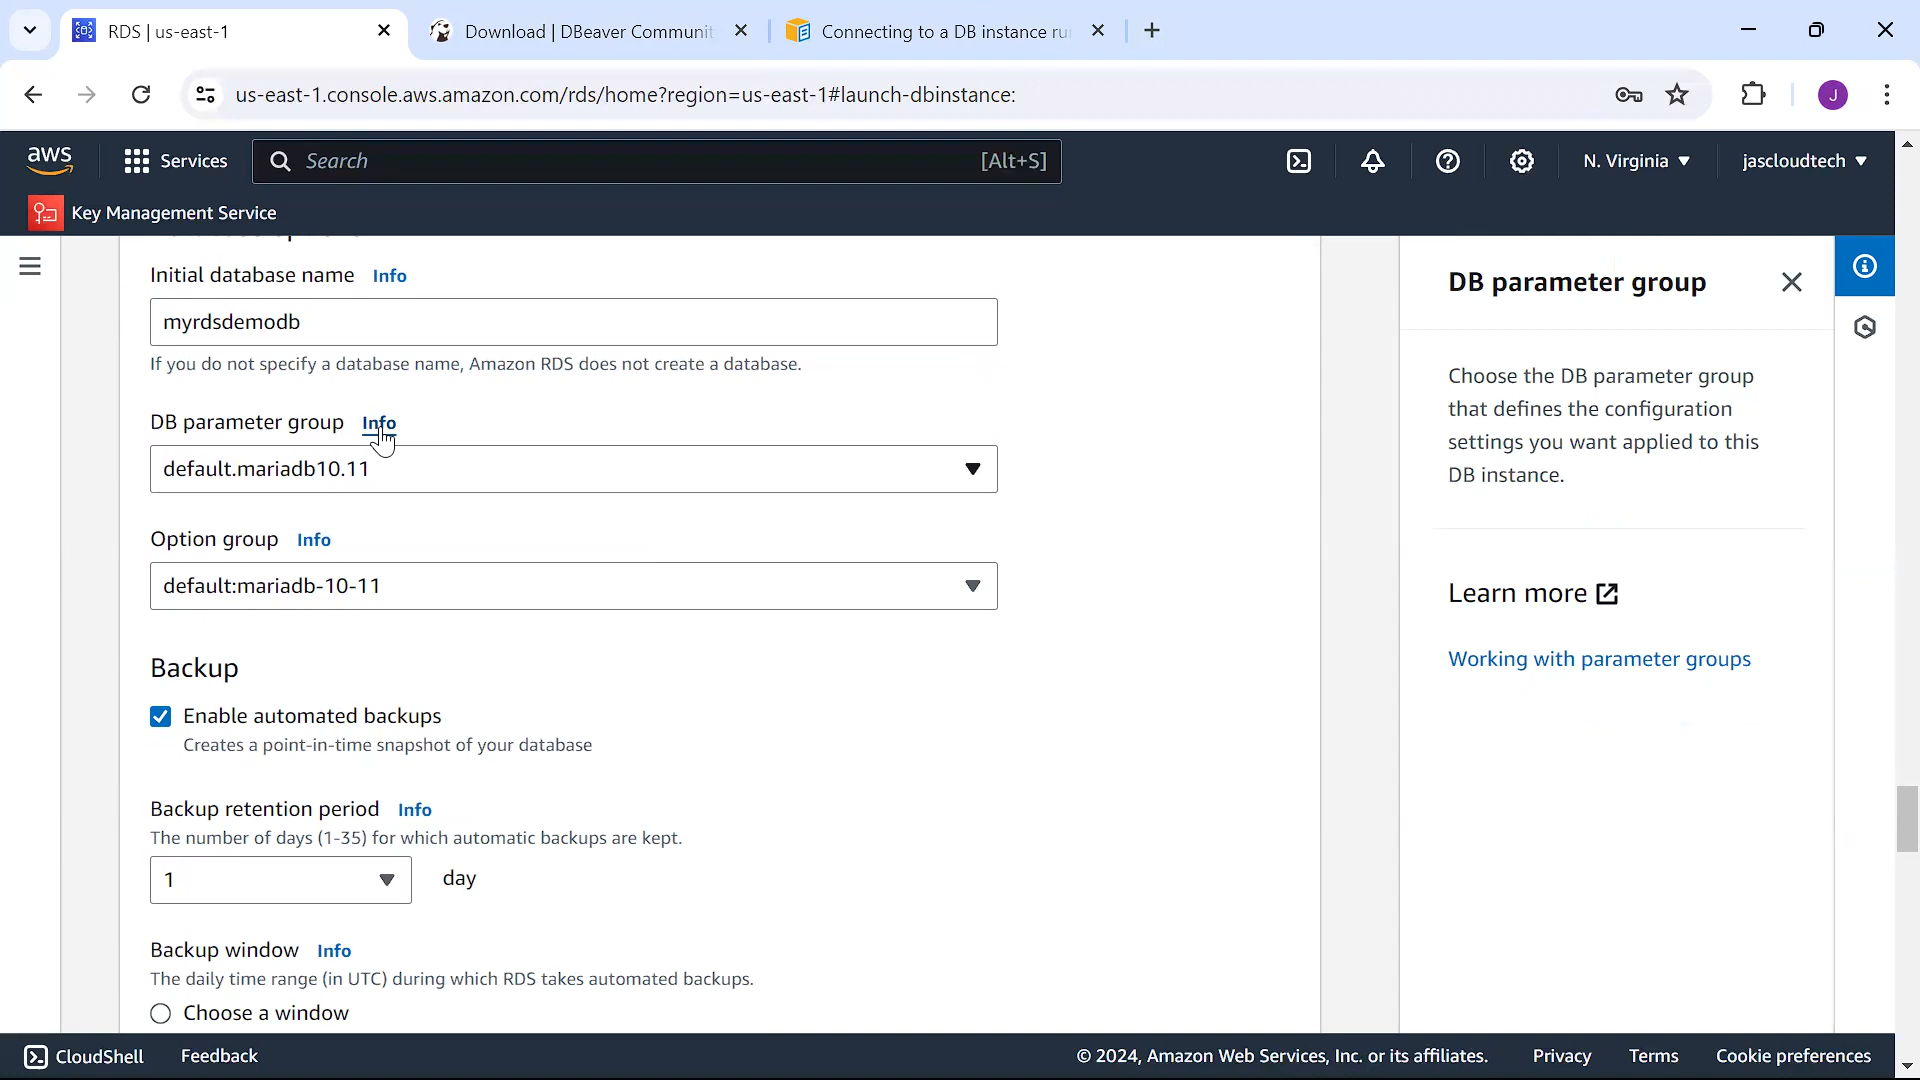 RDS | us-east-1
Download | DBeaver Communit
Connecting to a DB instance ru
us-east-1.console.aws.amazon.com/rds/home?region=us-east-1#launch-dbinstance:
J
aws
Services
Search
[Alt+S]
N. Virginia
jascloudtech
Key Management Service
Initial database name Info
myrdsdemodb
If you do not specify a database name, Amazon RDS does not create a database.
DB parameter group Info
default.mariadb10.11
Option group Info
default:mariadb-10-11
Backup
Enable automated backups
Creates a point-in-time snapshot of your database
Backup retention period Info
The number of days (1-35) for which automatic backups are kept.
1
day
Backup window Info
The daily time range (in UTC) during which RDS takes automated backups.
Choose a window
DB parameter group
Choose the DB parameter group
that defines the configuration
settings you want applied to this
DB instance.
Learn more
Working with parameter groups
CloudShell
Feedback
© 2024, Amazon Web Services, Inc. or its affiliates.
Privacy
Terms
Cookie preferences